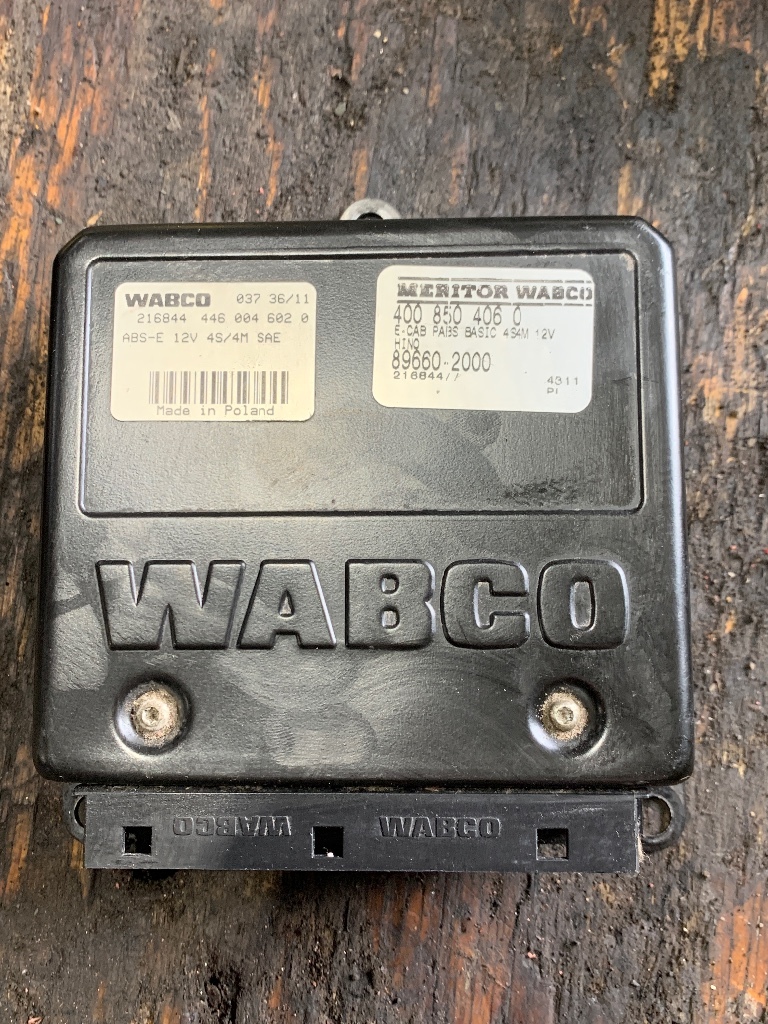 WABCO 037 36/11
216844 446 004 602 0
ABS-E 12V 4S/4M SAE
Made in Poland
MERITOR WABCO
400 850 406 0
E-CAB PABS BASIC 4S4M 12V
HINO
89660-2000
216844//
4311
PI
WABCO
WABCO WABCO